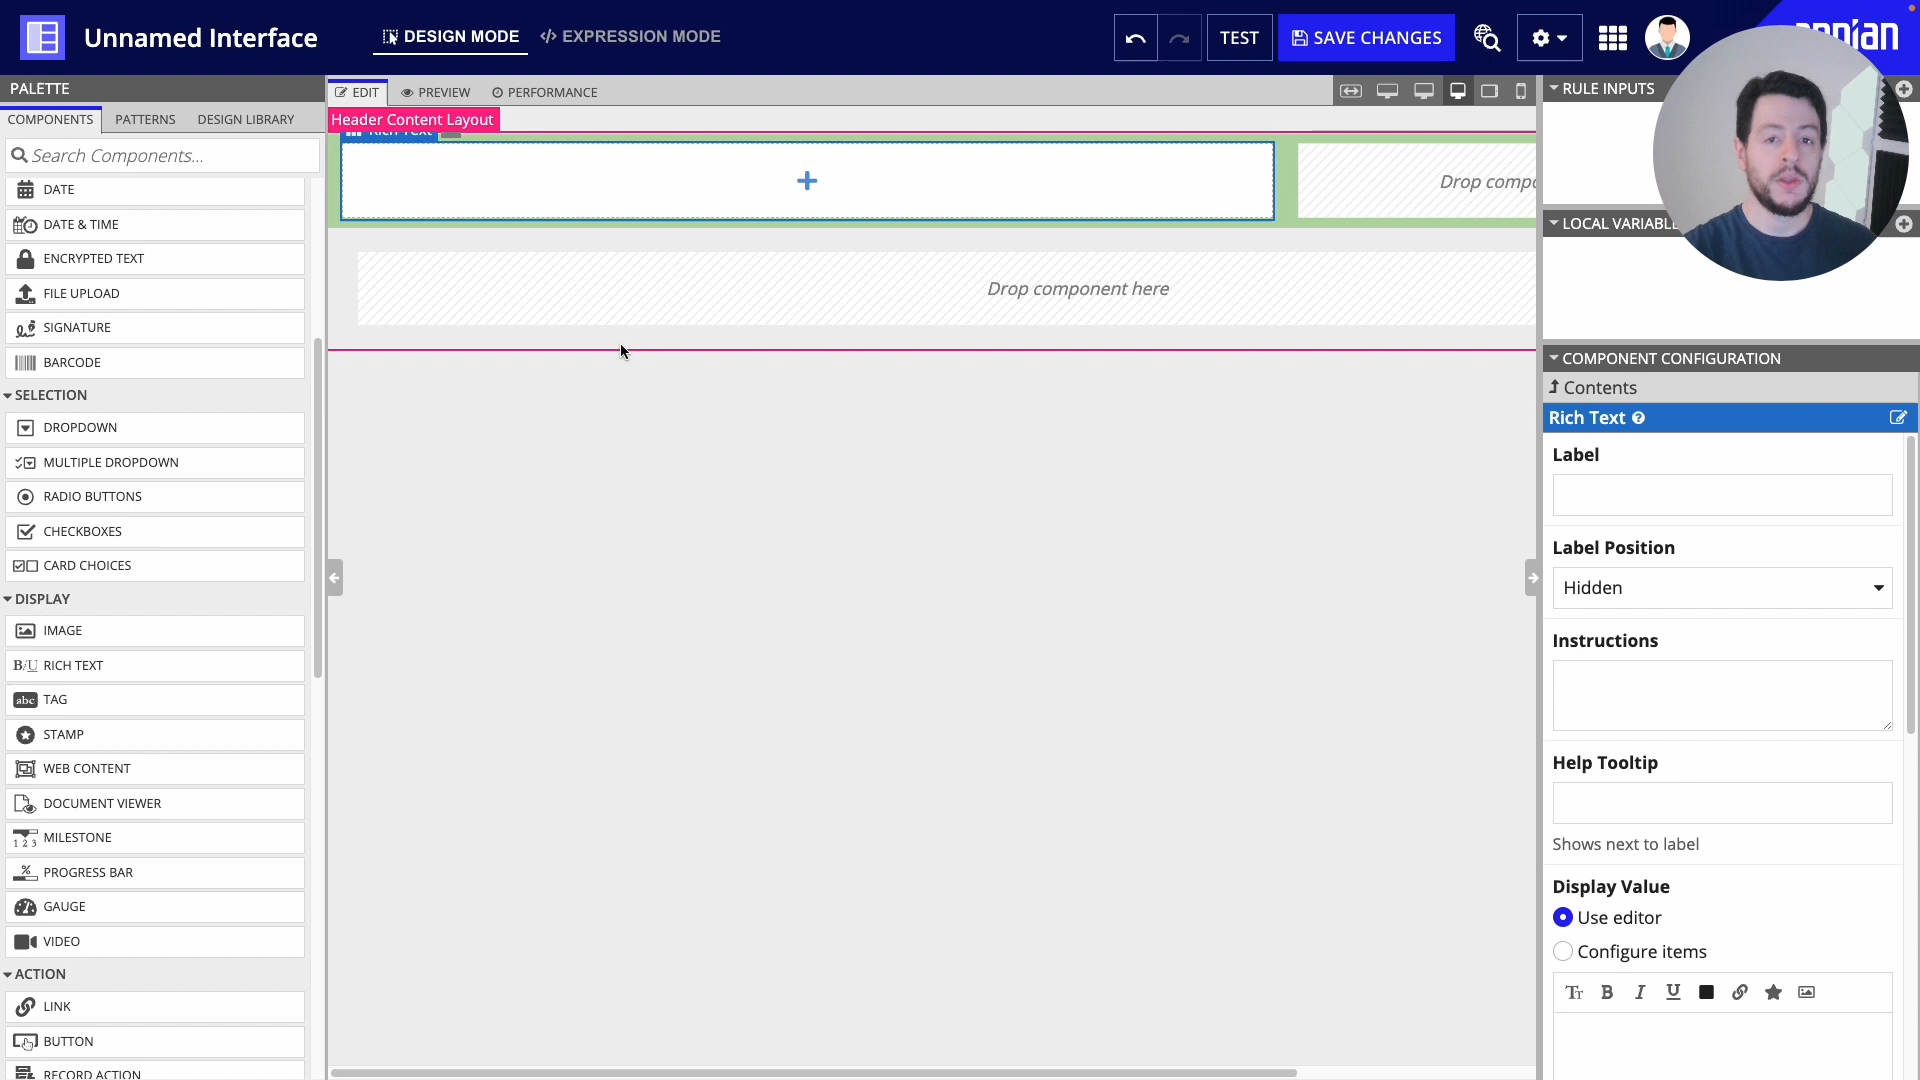 Unnamed Interface
DESIGN MODE
EXPRESSION MODE
TEST
SAVE CHANGES
PALETTE
COMPONENTS
PATTERNS
DESIGN LIBRARY
Search Components...
DATE
DATE & TIME
ENCRYPTED TEXT
FILE UPLOAD
SIGNATURE
BARCODE
SELECTION
DROPDOWN
MULTIPLE DROPDOWN
RADIO BUTTONS
CHECKBOXES
CARD CHOICES
DISPLAY
IMAGE
RICH TEXT
TAG
STAMP
WEB CONTENT
DOCUMENT VIEWER
MILESTONE
PROGRESS BAR
GAUGE
VIDEO
ACTION
LINK
BUTTON
RECORD ACTION
EDIT
PREVIEW
PERFORMANCE
Header Content Layout
Rich Text
Drop compo
Drop component here
RULE INPUTS
LOCAL VARIABLE
COMPONENT CONFIGURATION
Contents
Rich Text
Label
Label Position
Hidden
Instructions
Help Tooltip
Shows next to label
Display Value
Use editor
Configure items